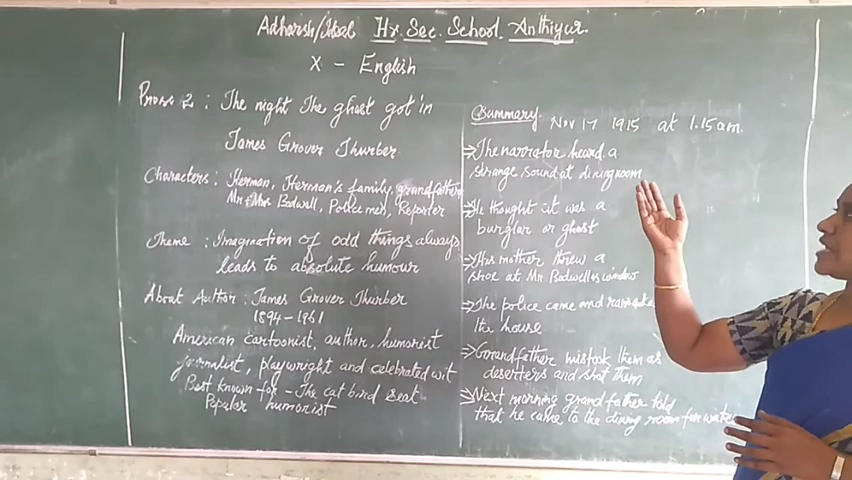 Adharsh Hr. Sec. School Anthiyur.
X - English
Prose 2 : The night The ghost got in
James Grover Thurber
Characters : Herman, Herman's family, grandfather
Mr. Mrs Bodwell, Policemen, Reporter
Theme : Imagination of odd things always
leads to absolute humour
About Author : James Grover Thurber
1894-1961
American cartoonist, author, humorist
journalist, playwright and celebrated wit
Best known for - The cat bird seat
Popular humorist
Summary. Nov 17 1915 at 1.15 am.
The narrator heard a
strange sound at dining room
He thought it was a
burglar or ghost
His mother threw a
shoe at Mr Bodwell's window
The police came and
the house
Grandfather mistook them as
deserters and shot them
Next morning grandfather told
that he came to the dining room for water